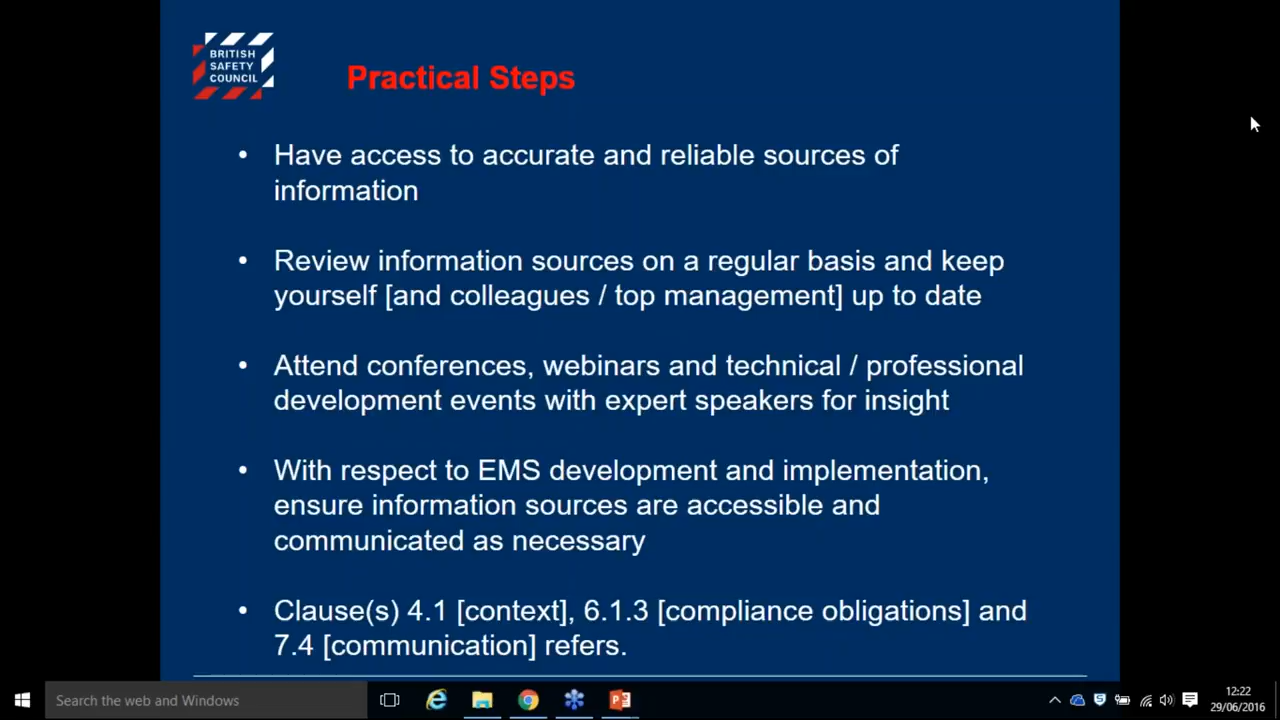 BRITISH
SAFETY
COUNCIL
Practical Steps
• Have access to accurate and reliable sources of
information
• Review information sources on a regular basis and keep
yourself [and colleagues / top management] up to date
• Attend conferences, webinars and technical / professional
development events with expert speakers for insight
• With respect to EMS development and implementation,
ensure information sources are accessible and
communicated as necessary
• Clause(s) 4.1 [context], 6.1.3 [compliance obligations] and
7.4 [communication] refers.
Search the web and Windows
12:22
29/06/2016